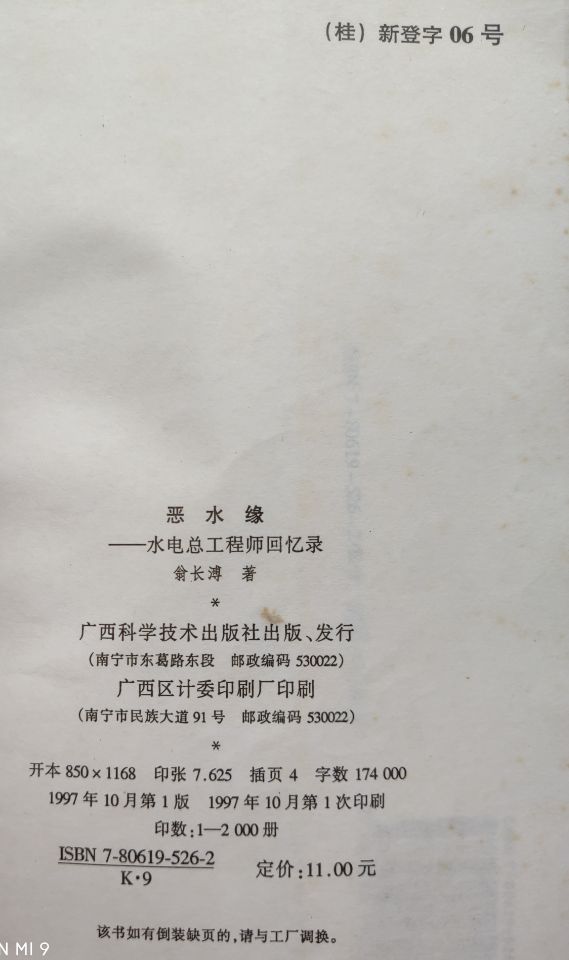 （桂）新登字 06 号
恶 水 缘
——水电总工程师回忆录
翁长溥 著
*
广西科学技术出版社出版、发行
（南宁市东葛路东段 邮政编码 530022）
广西区计委印刷厂印刷
（南宁市民族大道 91 号 邮政编码 530022）
*
开本 850×1168 印张 7.625 插页 4 字数 174 000
1997 年 10 月第 1 版 1997 年 10 月第 1 次印刷
印数：1—2 000 册
ISBN 7-80619-526-2
K·9
定价：11.00 元
该书如有倒装缺页的，请与工厂调换。
N MI 9